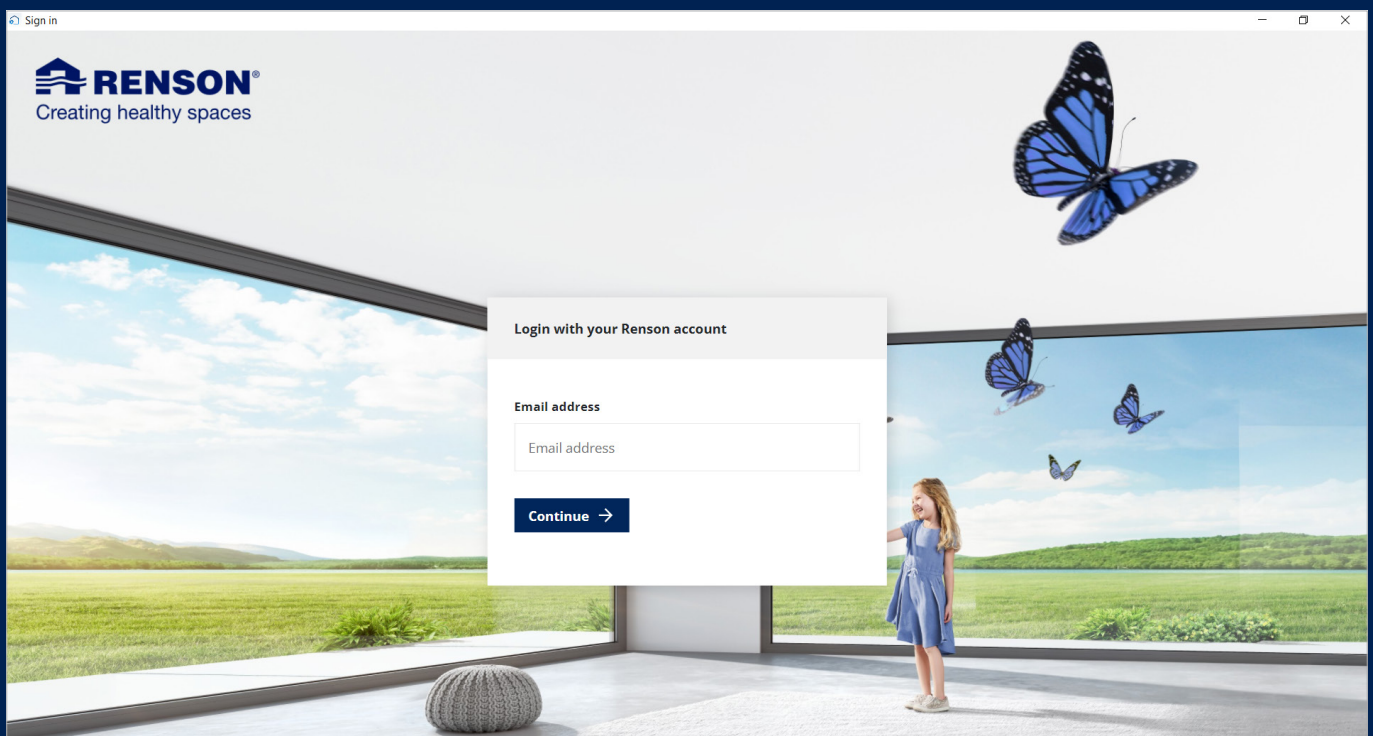 Sign in
RENSON®
Creating healthy spaces
Login with your Renson account
Email address
Email address
Continue →